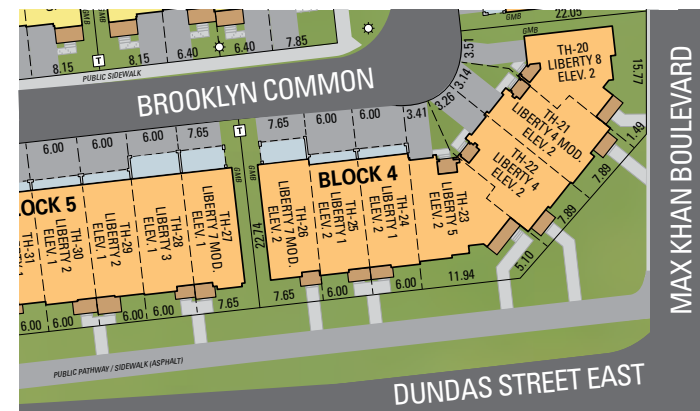 GMB
22.05
GMB
8.15
8.15
6.40
6.40
7.85
T
PUBLIC SIDEWALK
BROOKLYN COMMON
3.51
3.14
3.26
3.41
TH-20
LIBERTY 8
ELEV. 2
15.77
MAX KHAN BOULEVARD
TH-21
LIBERTY 4 MOD.
ELEV. 2
1.49
TH-22
LIBERTY 4
ELEV. 2
7.89
7.89
5.10
6.00
6.00
6.00
7.65
T
7.65
6.00
6.00
GMB
GMB
BLOCK 4
LOCK 5
TH-31
TH-30
LIBERTY 2
ELEV. 1
TH-29
LIBERTY 2
ELEV. 1
TH-28
LIBERTY 3
ELEV. 1
TH-27
LIBERTY 7 MOD.
ELEV. 1
22.74
TH-26
LIBERTY 7 MOD.
ELEV. 2
TH-25
LIBERTY 1
ELEV. 2
TH-24
LIBERTY 1
ELEV. 2
TH-23
LIBERTY 5
ELEV. 2
6.00
6.00
6.00
6.00
7.65
7.65
6.00
6.00
11.94
PUBLIC PATHWAY / SIDEWALK (ASPHALT)
DUNDAS STREET EAST